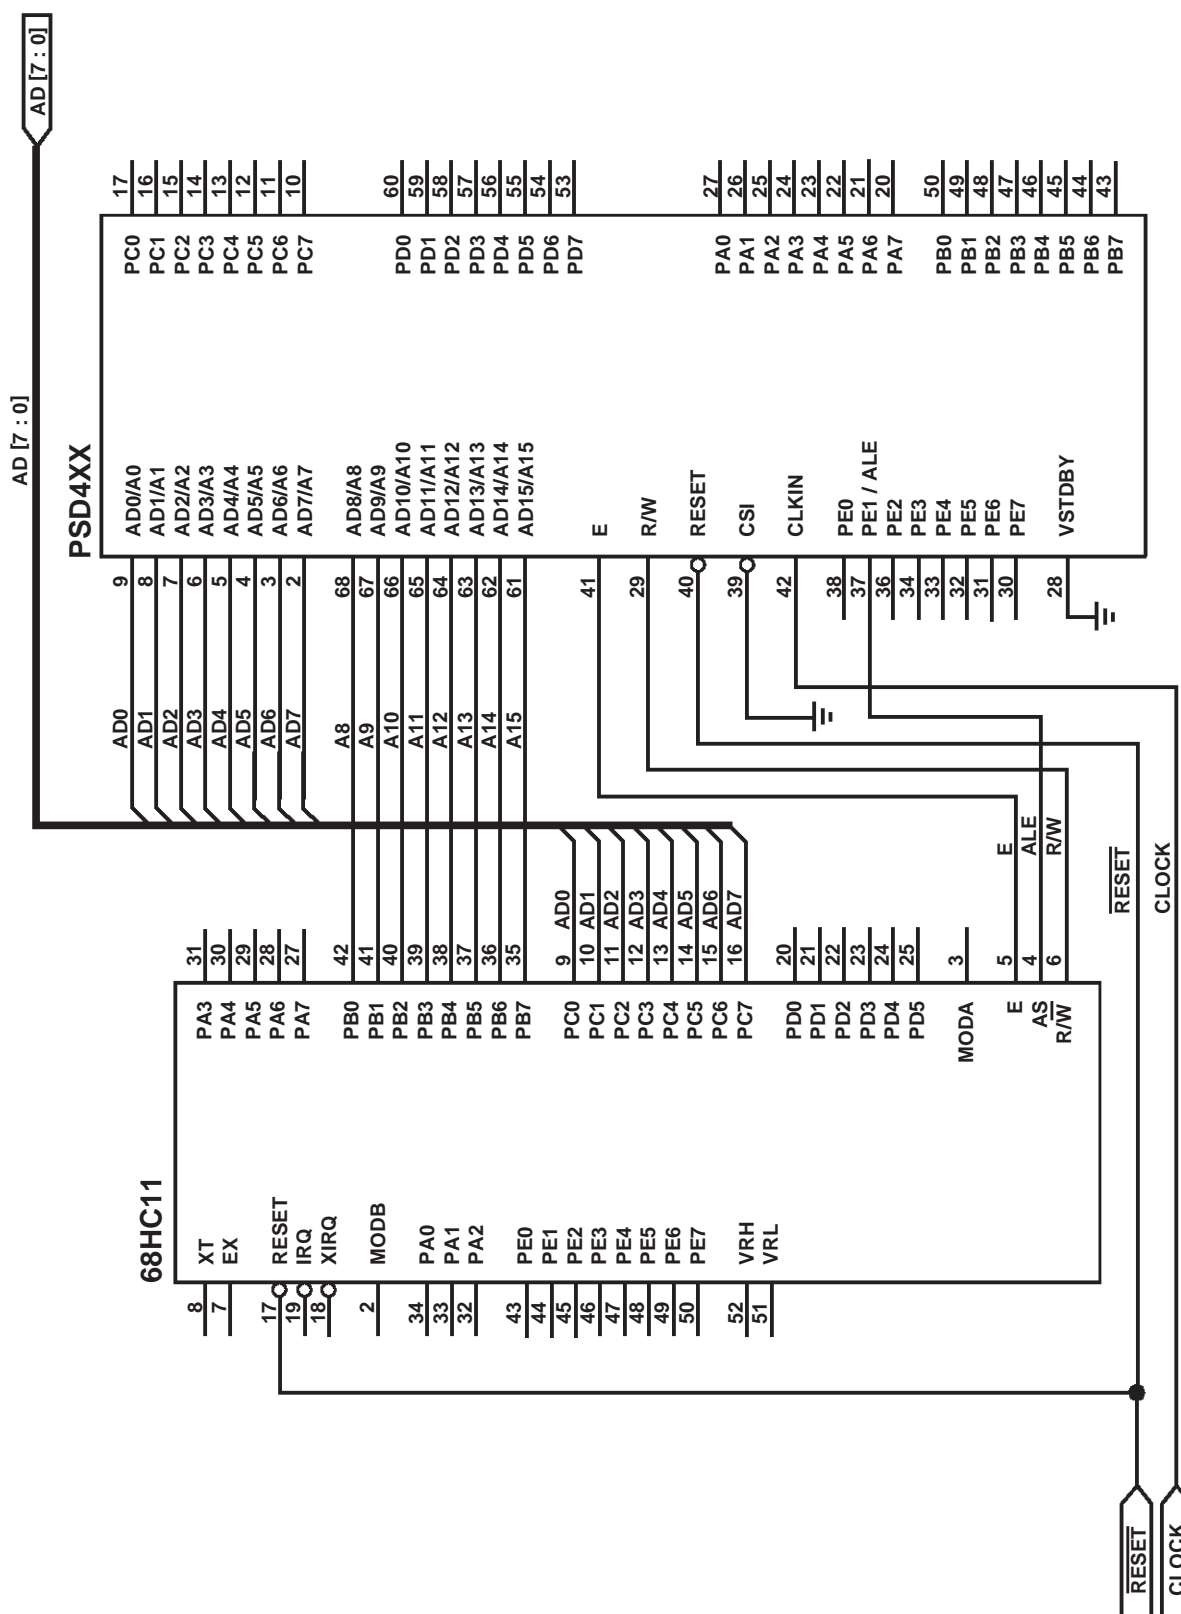 AD [7 : 0]
AD [7 : 0]
68HC11
8 XT
7 EX
17 RESET
19 IRQ
18 XIRQ
2 MODB
34 PA0
33 PA1
32 PA2
43 PE0
44 PE1
45 PE2
46 PE3
47 PE4
48 PE5
49 PE6
50 PE7
52 VRH
51 VRL
PA3 31
PA4 30
PA5 29
PA6 28
PA7 27
PB0 42
PB1 41
PB2 40
PB3 39
PB4 38
PB5 37
PB6 36
PB7 35
PC0 9 AD0
PC1 10 AD1
PC2 11 AD2
PC3 12 AD3
PC4 13 AD4
PC5 14 AD5
PC6 15 AD6
PC7 16 AD7
PD0 20
PD1 21
PD2 22
PD3 23
PD4 24
PD5 25
MODA 3
E 5 E
AS 4 ALE
R/W 6 R/W
PSD4XX
AD0 9 AD0/A0
AD1 8 AD1/A1
AD2 7 AD2/A2
AD3 6 AD3/A3
AD4 5 AD4/A4
AD5 4 AD5/A5
AD6 3 AD6/A6
AD7 2 AD7/A7
A8 68 AD8/A8
A9 67 AD9/A9
A10 66 AD10/A10
A11 65 AD11/A11
A12 64 AD12/A12
A13 63 AD13/A13
A14 62 AD14/A14
A15 61 AD15/A15
41 E
29 R/W
40 RESET
39 CSI
42 CLKIN
38 PE0
37 PE1 / ALE
36 PE2
34 PE3
33 PE4
32 PE5
31 PE6
30 PE7
28 VSTDBY
PC0 17
PC1 16
PC2 15
PC3 14
PC4 13
PC5 12
PC6 11
PC7 10
PD0 60
PD1 59
PD2 58
PD3 57
PD4 56
PD5 55
PD6 54
PD7 53
PA0 27
PA1 26
PA2 25
PA3 24
PA4 23
PA5 22
PA6 21
PA7 20
PB0 50
PB1 49
PB2 48
PB3 47
PB4 46
PB5 45
PB6 44
PB7 43
RESET RESET
CLOCK CLOCK